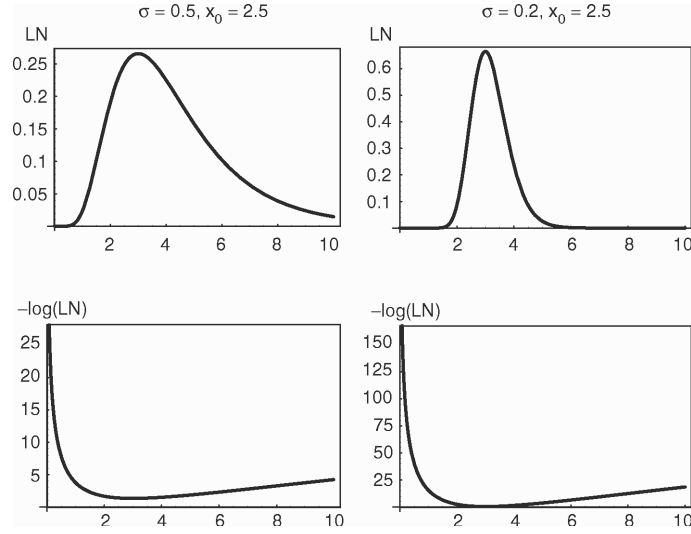 σ = 0.5, x₀ = 2.5
LN
0.25
0.2
0.15
0.1
0.05
2 4 6 8 10
σ = 0.2, x₀ = 2.5
LN
0.6
0.5
0.4
0.3
0.2
0.1
2 4 6 8 10
−log(LN)
25
20
15
10
5
2 4 6 8 10
−log(LN)
150
125
100
75
50
25
2 4 6 8 10